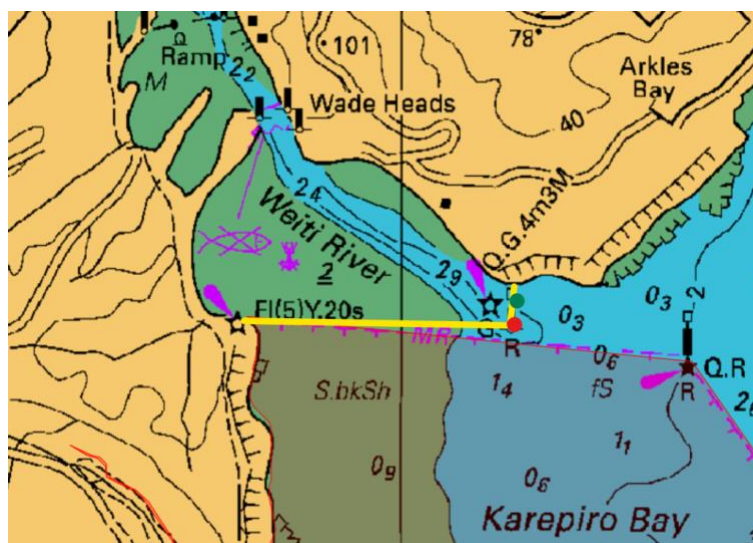 Ramp
M
22
101
78
Arkles
Bay
Wade Heads
40
24
Weiti River
2
Q.G.4m3M
29
2
Fl(5)Y.20s
G
0₃
0₃
MR
R
0₆
Q.R
S.bkSh
1₄
fS
R
2₆
1₁
0₉
0₆
Karepiro Bay